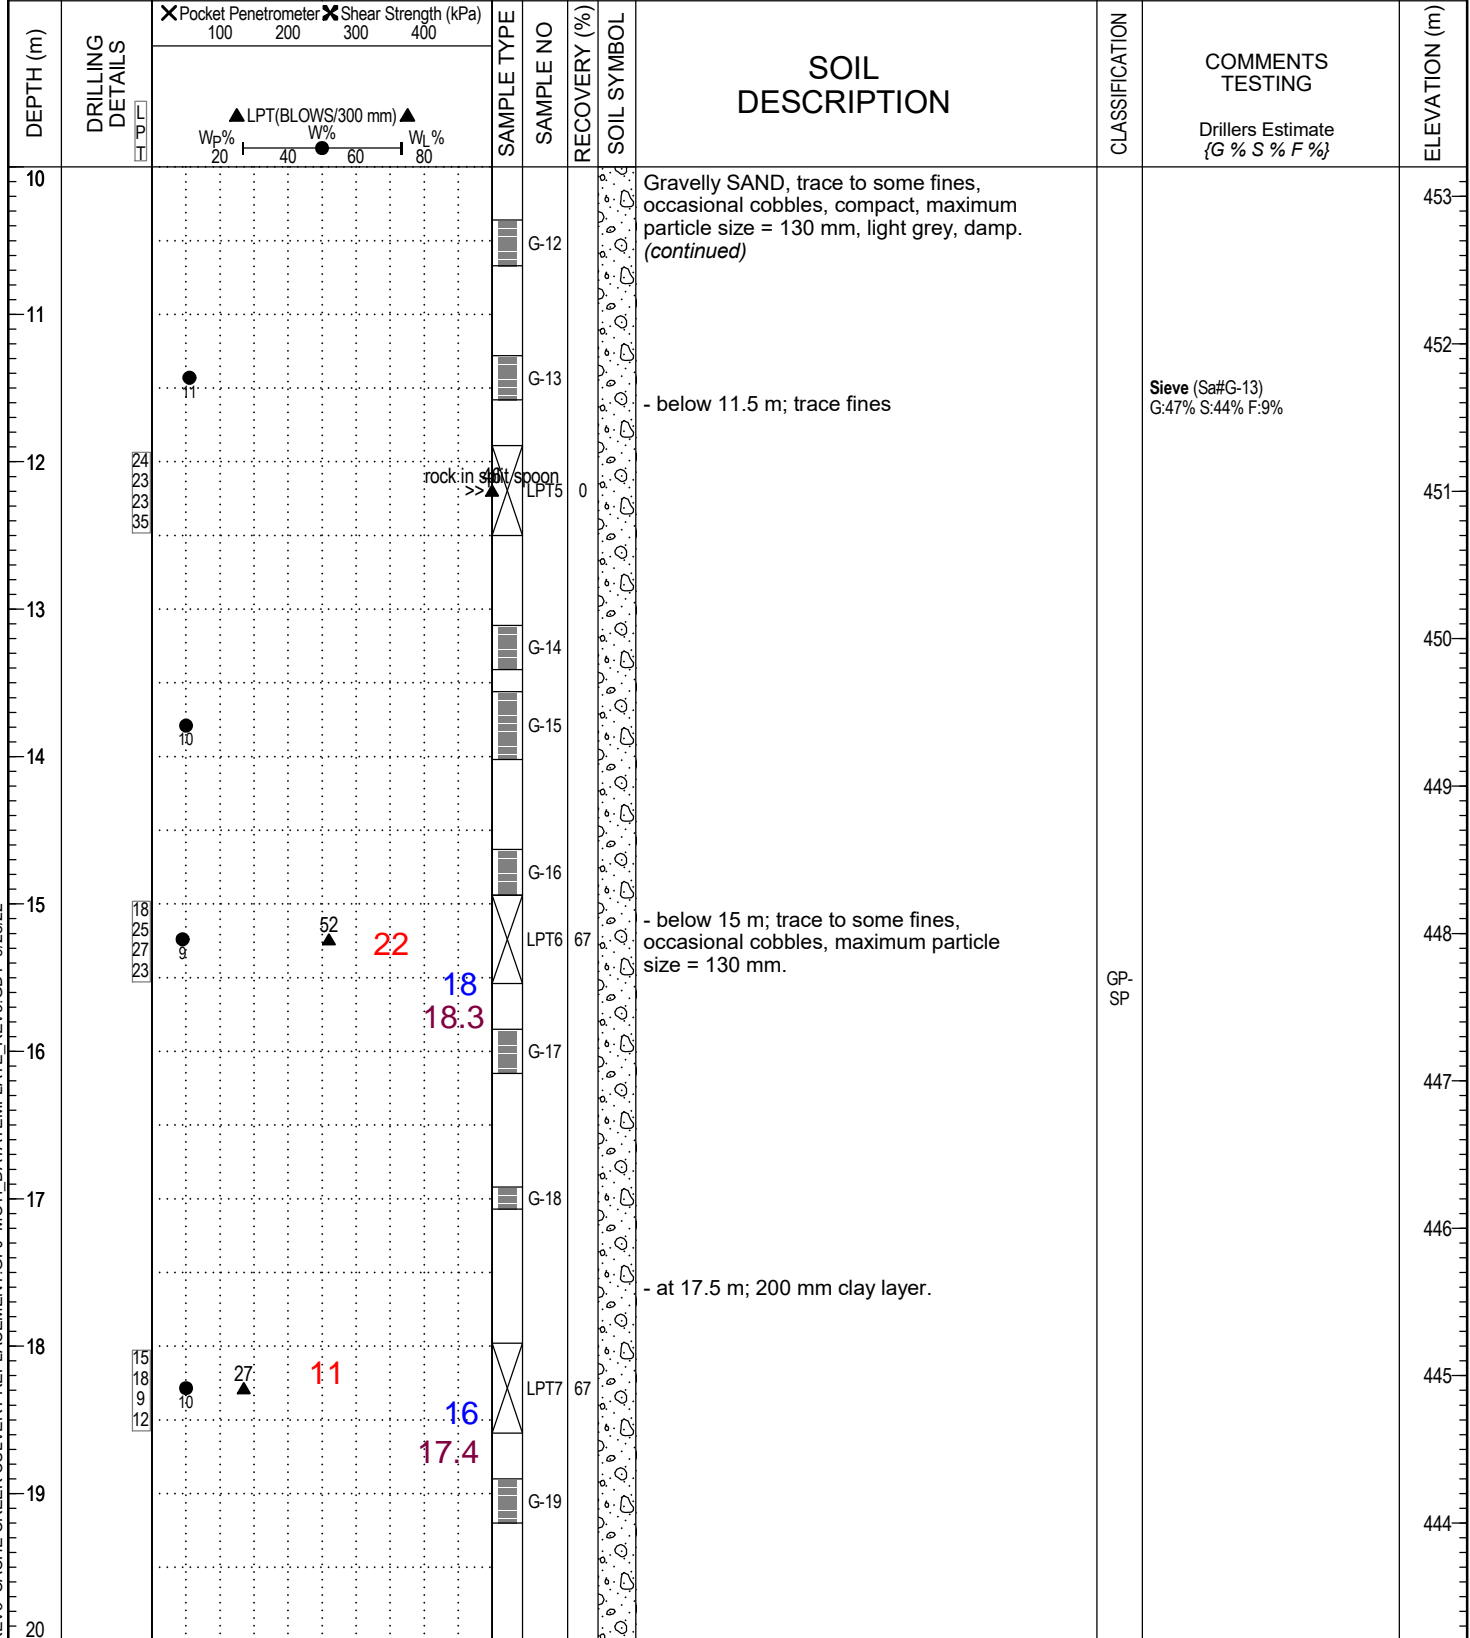 DEPTH (m)
DRILLING
DETAILS
L
P
T
Pocket Penetrometer Shear Strength (kPa)
100 200 300 400
LPT(BLOWS/300 mm)
WP% W% WL%
20 40 60 80
SAMPLE TYPE
SAMPLE NO
RECOVERY (%)
SOIL SYMBOL
SOIL
DESCRIPTION
CLASSIFICATION
COMMENTS
TESTING
Drillers Estimate
{G % S % F %}
ELEVATION (m)
10
Gravelly SAND, trace to some fines,
occasional cobbles, compact, maximum
particle size = 130 mm, light grey, damp.
(continued)
453
G-12
11
452
G-13
11
- below 11.5 m; trace fines
Sieve (Sa#G-13)
G:47% S:44% F:9%
12
24
23
23
35
rock in split spoon
46
>>
LPT5 0
451
13
450
G-14
G-15
10
14
449
G-16
15
18
25
27
23
9
52
22
18
18.3
LPT6 67
- below 15 m; trace to some fines,
occasional cobbles, maximum particle
size = 130 mm.
448
GP-
SP
16
G-17
447
17
G-18
446
- at 17.5 m; 200 mm clay layer.
18
15
18
9
12
10
27
11
16
17.4
LPT7 67
445
19
G-19
444
20